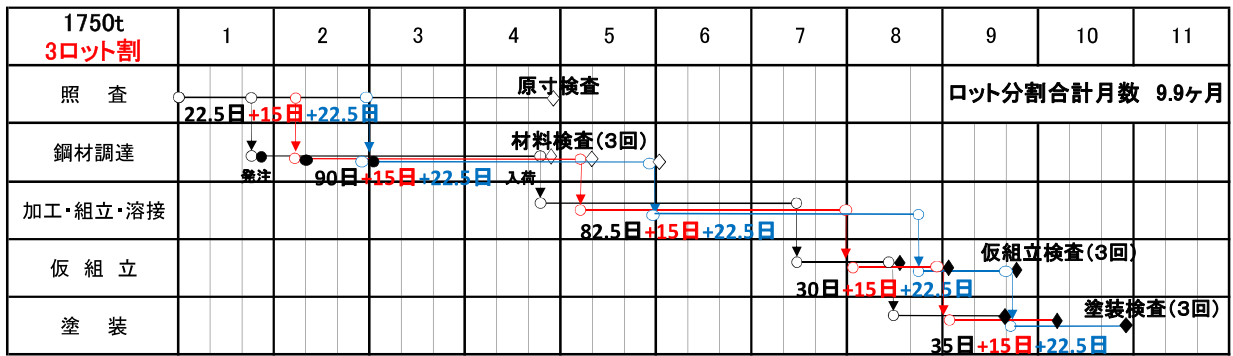 1750t
3ロット割
1 2 3 4 5 6 7 8 9 10 11
照 査
原寸検査
ロット分割合計月数 9.9ヶ月
22.5日+15日+22.5日
鋼材調達
材料検査(3回)
発注
90日+15日+22.5日
入荷
加工・組立・溶接
82.5日+15日+22.5日
仮 組 立
仮組立検査(3回)
30日+15日+22.5日
塗 装
塗装検査(3回)
35日+15日+22.5日